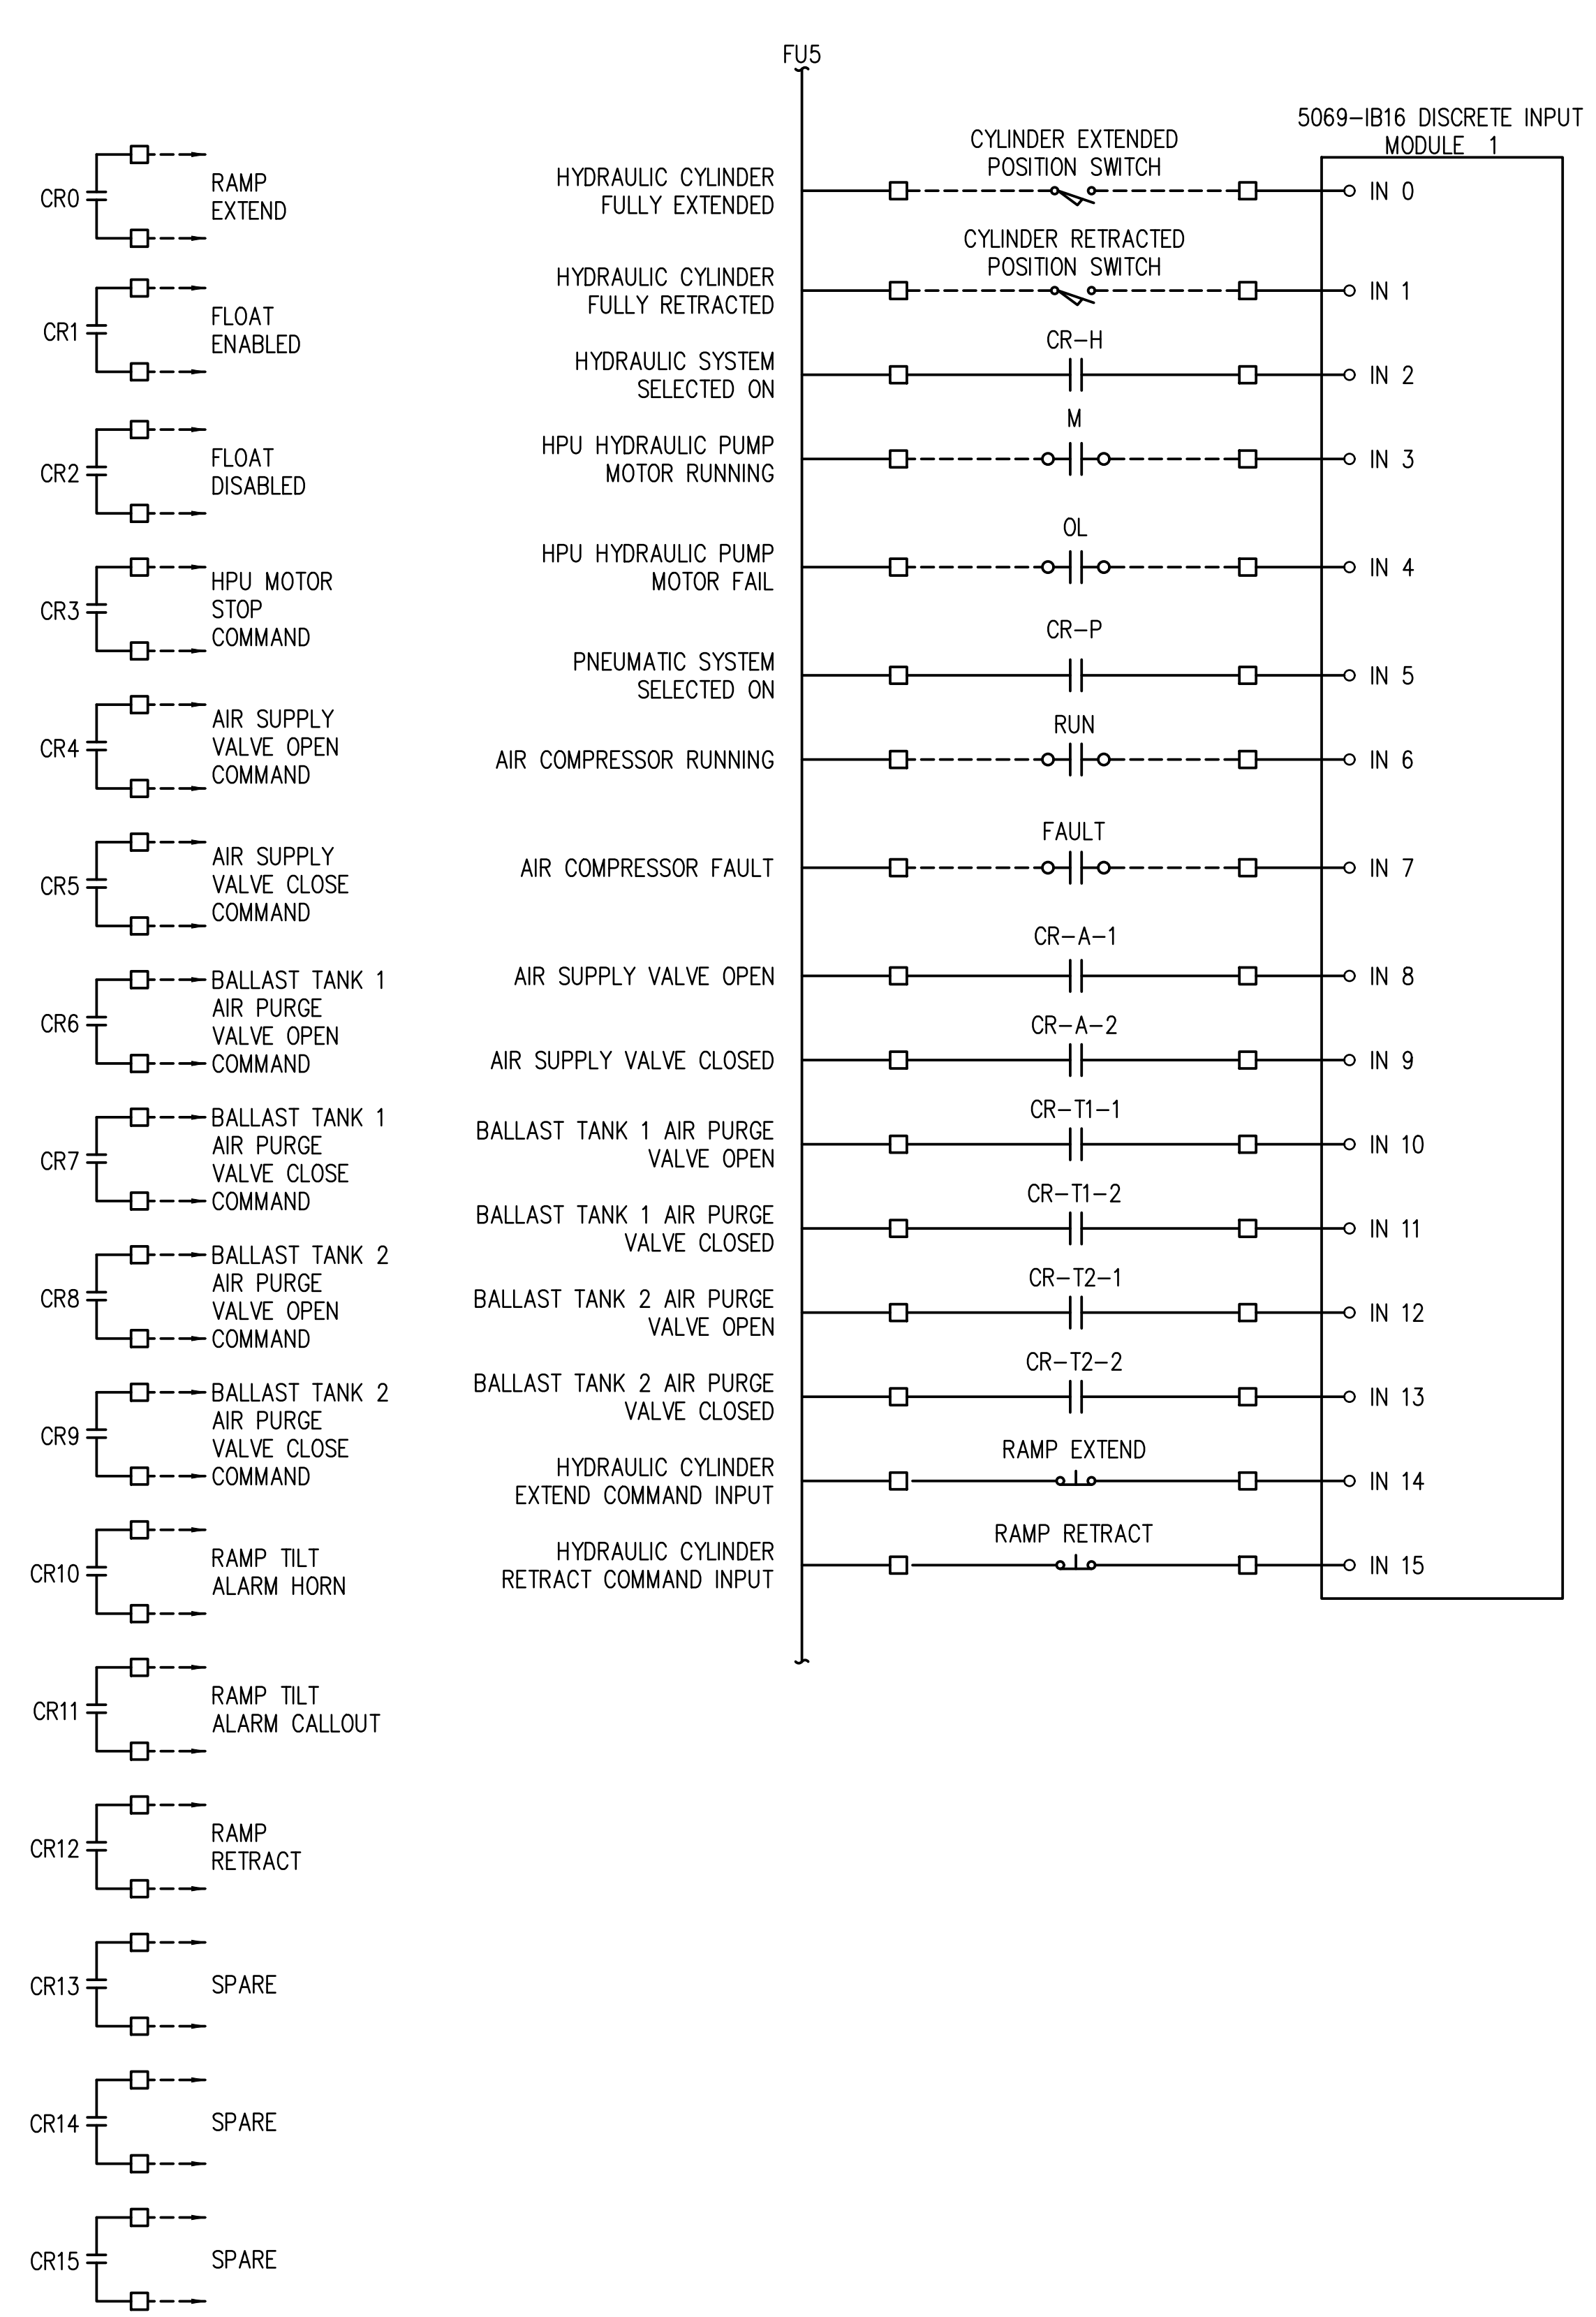 FU5
5069-IB16 DISCRETE INPUT
MODULE 1
CR0
RAMP
EXTEND
CR1
FLOAT
ENABLED
CR2
FLOAT
DISABLED
CR3
HPU MOTOR
STOP
COMMAND
CR4
AIR SUPPLY
VALVE OPEN
COMMAND
CR5
AIR SUPPLY
VALVE CLOSE
COMMAND
CR6
BALLAST TANK 1
AIR PURGE
VALVE OPEN
COMMAND
CR7
BALLAST TANK 1
AIR PURGE
VALVE CLOSE
COMMAND
CR8
BALLAST TANK 2
AIR PURGE
VALVE OPEN
COMMAND
CR9
BALLAST TANK 2
AIR PURGE
VALVE CLOSE
COMMAND
CR10
RAMP TILT
ALARM HORN
CR11
RAMP TILT
ALARM CALLOUT
CR12
RAMP
RETRACT
CR13
SPARE
CR14
SPARE
CR15
SPARE
HYDRAULIC CYLINDER
FULLY EXTENDED
CYLINDER EXTENDED
POSITION SWITCH
IN 0
HYDRAULIC CYLINDER
FULLY RETRACTED
CYLINDER RETRACTED
POSITION SWITCH
IN 1
HYDRAULIC SYSTEM
SELECTED ON
CR-H
IN 2
HPU HYDRAULIC PUMP
MOTOR RUNNING
M
IN 3
HPU HYDRAULIC PUMP
MOTOR FAIL
OL
IN 4
PNEUMATIC SYSTEM
SELECTED ON
CR-P
IN 5
AIR COMPRESSOR RUNNING
RUN
IN 6
AIR COMPRESSOR FAULT
FAULT
IN 7
AIR SUPPLY VALVE OPEN
CR-A-1
IN 8
AIR SUPPLY VALVE CLOSED
CR-A-2
IN 9
BALLAST TANK 1 AIR PURGE
VALVE OPEN
CR-T1-1
IN 10
BALLAST TANK 1 AIR PURGE
VALVE CLOSED
CR-T1-2
IN 11
BALLAST TANK 2 AIR PURGE
VALVE OPEN
CR-T2-1
IN 12
BALLAST TANK 2 AIR PURGE
VALVE CLOSED
CR-T2-2
IN 13
HYDRAULIC CYLINDER
EXTEND COMMAND INPUT
RAMP EXTEND
IN 14
HYDRAULIC CYLINDER
RETRACT COMMAND INPUT
RAMP RETRACT
IN 15